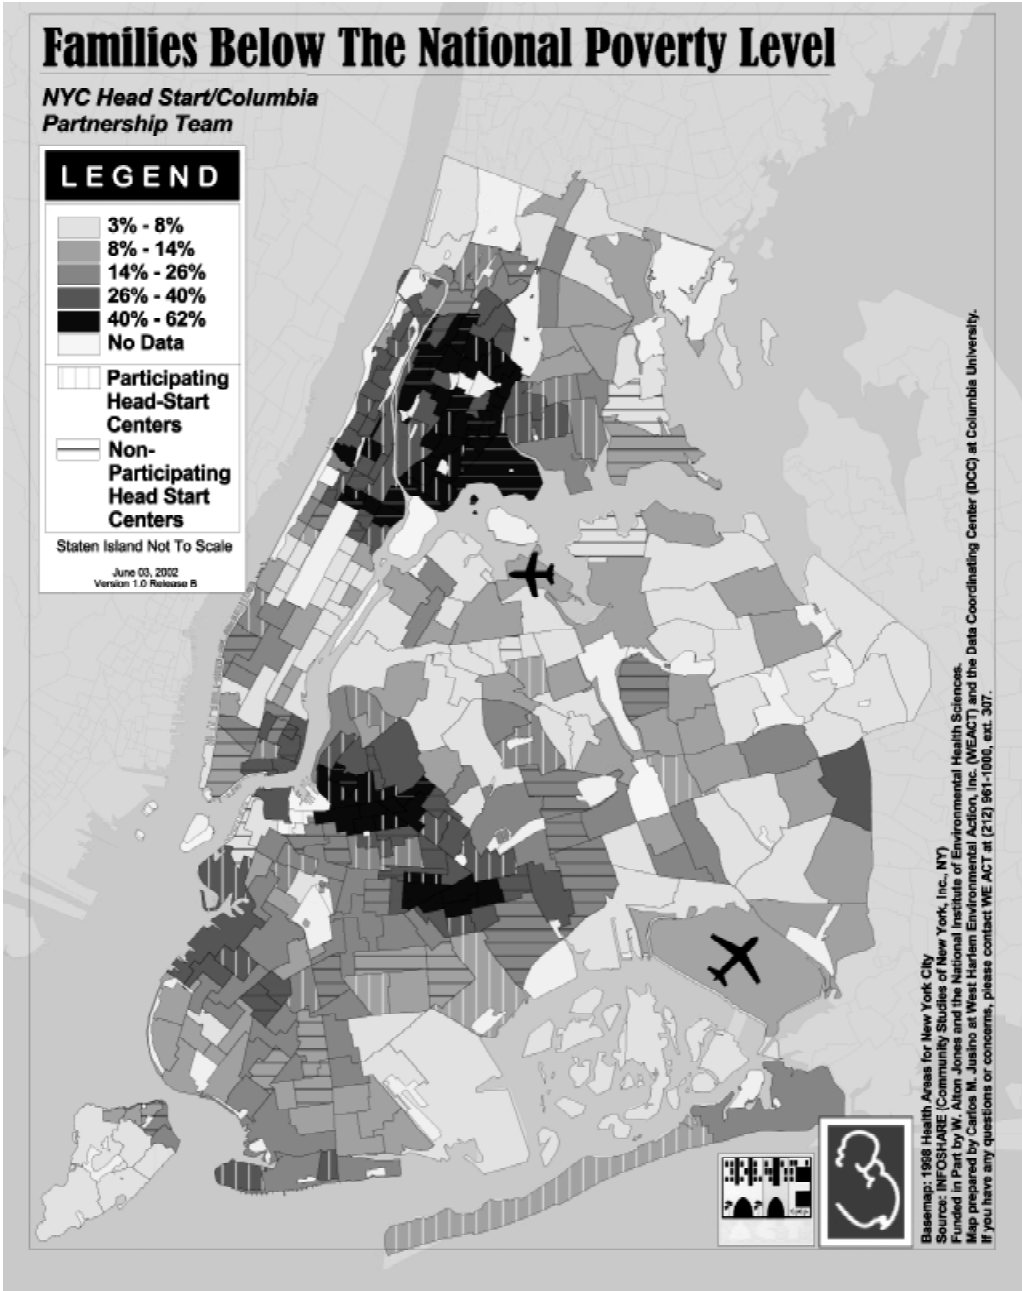 Families Below The National Poverty Level
NYC Head Start/Columbia
Partnership Team
LEGEND
3% - 8%
8% - 14%
14% - 26%
26% - 40%
40% - 62%
No Data
Participating
Head-Start
Centers
Non-
Participating
Head Start
Centers
Staten Island Not To Scale
June 03, 2002
Version 1.0 Release B
Basemap: 1998 Health Areas for New York City
Source: INFOSHARE (Community Studies of New York, Inc., NY)
Funded in Part by W. Alton Jones and the National Institute of Environmental Health Sciences.
Map prepared by Carlos M. Jusino at West Harlem Environmental Action, Inc. (WEACT) and the Data Coordinating Center (DCC) at Columbia University.
If you have any questions or concerns, please contact WE ACT at (212) 961-1000, ext. 307.